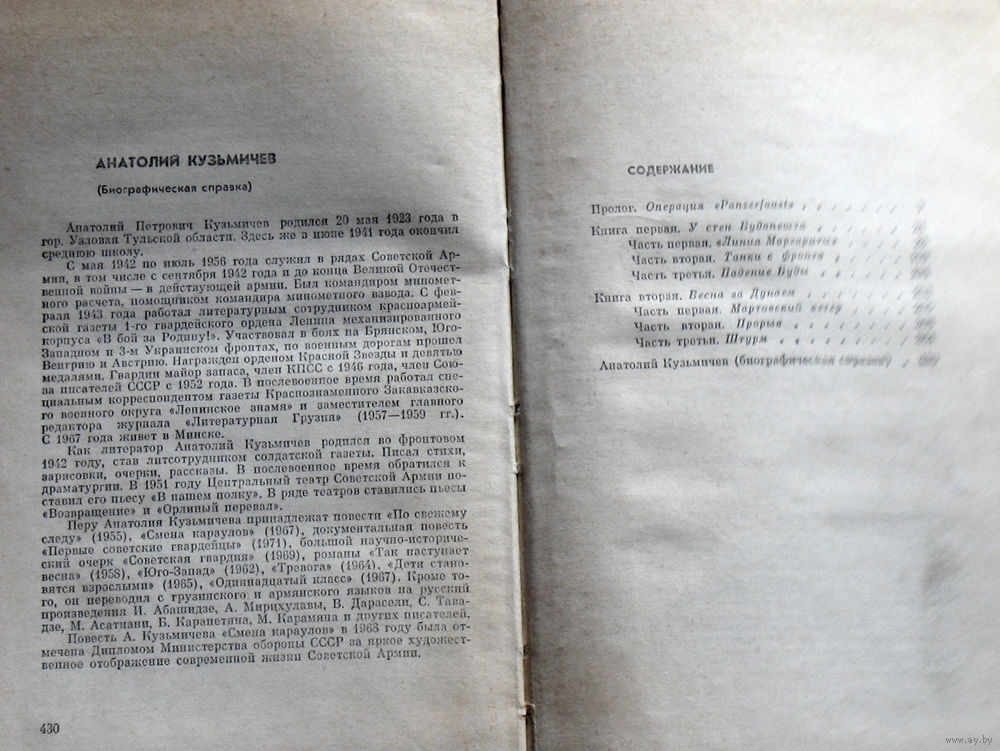 АНАТОЛИЙ КУЗЬМИЧЕВ
(Биографическая справка)
Анатолий Петрович Кузьмичев родился 20 мая 1923 года в
гор. Узловая Тульской области. Здесь же в июне 1941 года окончил
среднюю школу.
С мая 1942 по июль 1956 года служил в рядах Советской Ар-
мии, в том числе с сентября 1942 года и до конца Великой Отечест-
венной войны — в действующей армии. Был командиром миномет-
ного расчета, помощником командира минометного взвода. С фев-
раля 1943 года работал литературным сотрудником красноармей-
ской газеты 1-го гвардейского ордена Ленина механизированного
корпуса «В бой за Родину!». Участвовал в боях на Брянском, Юго-
Западном и 3-м Украинском фронтах, по военным дорогам прошел
Венгрию и Австрию. Награжден орденом Красной Звезды и девятью
медалями. Гвардии майор запаса, член КПСС с 1946 года, член Сою-
за писателей СССР с 1952 года. В послевоенное время работал спе-
циальным корреспондентом газеты Краснознаменного Закавказско-
го военного округа «Ленинское знамя» и заместителем главного
редактора журнала «Литературная Грузия» (1957—1959 гг.).
С 1967 года живет в Минске.
Как литератор Анатолий Кузьмичев родился во фронтовом
1942 году, став литсотрудником солдатской газеты. Писал стихи,
зарисовки, очерки, рассказы. В послевоенное время обратился к
драматургии. В 1951 году Центральный театр Советской Армии по-
ставил его пьесу «В нашем полку». В ряде театров ставились пьесы
«Возвращение» и «Орлиный перевал».
Перу Анатолия Кузьмичева принадлежат повести «По свежему
следу» (1955), «Смена караулов» (1967), документальная повесть
«Первые советские гвардейцы» (1971), большой научно-историче-
ский очерк «Советская гвардия» (1969), романы «Так наступает
весна» (1958), «Юго-Запад» (1962), «Тревога» (1964), «Дети стано-
вятся взрослыми» (1965), «Одиннадцатый класс» (1967). Кроме то-
го, он переводил с грузинского и армянского языков на русский
произведения И. Абашидзе, А. Мирцхулавы, В. Дарасели, С. Тава-
дзе, М. Асатиани, Б. Карапетяна, М. Карамяна и других писателей.
Повесть А. Кузьмичева «Смена караулов» в 1968 году была от-
мечена Дипломом Министерства обороны СССР за яркое художест-
венное отображение современной жизни Советской Армии.
430
СОДЕРЖАНИЕ
Пролог. Операция «Panzerfaust»
Книга первая. У стен Будапешта
Часть первая. «Линия Маргарита»
Часть вторая. Танки с фронта
Часть третья. Падение Буды
Книга вторая. Весна за Дунаем
Часть первая. Мартовский ветер
Часть вторая. Прорыв
Часть третья. Штурм
Анатолий Кузьмичев (биографическая справка)
www.ay.by